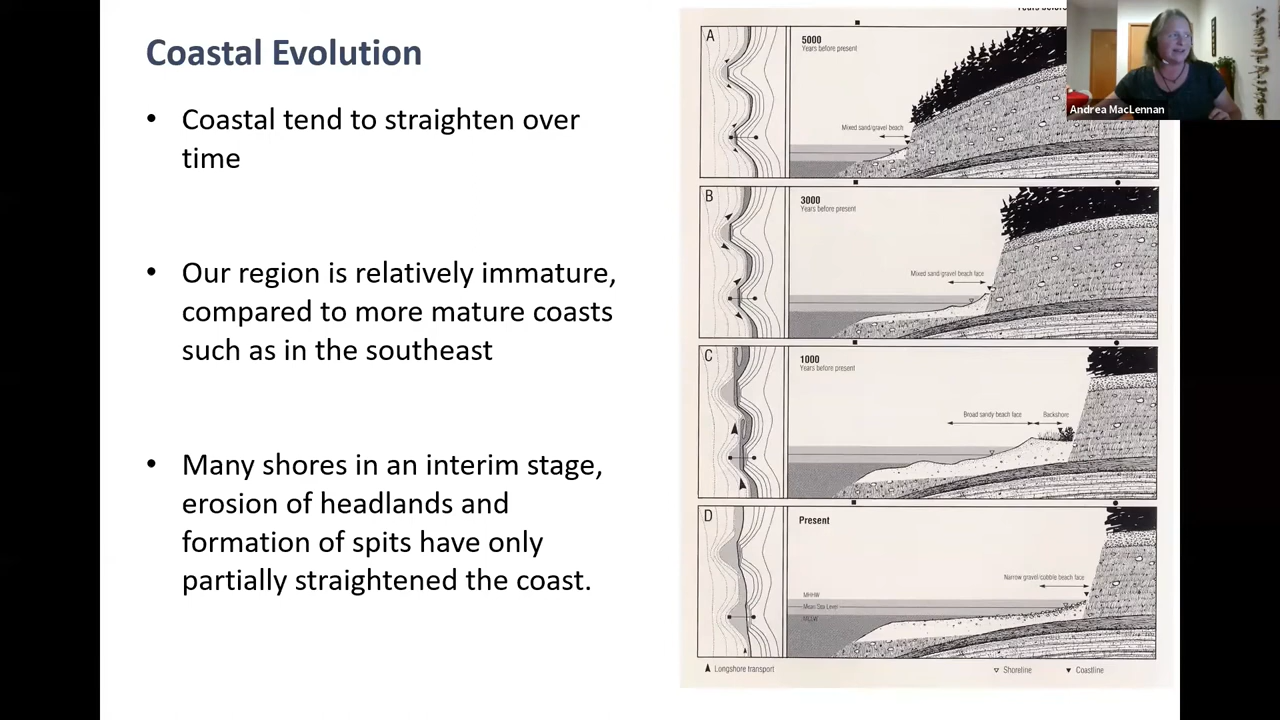 Coastal Evolution
• Coastal tend to straighten over
time
• Our region is relatively immature,
compared to more mature coasts
such as in the southeast
• Many shores in an interim stage,
erosion of headlands and
formation of spits have only
partially straightened the coast.
A
5000
Years before present
Mixed sand/gravel beach
Andrea MacLennan
B
3000
Years before present
Mixed sand/gravel beach face
C
1000
Years before present
Broad sandy beach face
Backshore
D
Present
Narrow gravel/cobble beach face
MHHW
Mean Sea Level
MLLW
Longshore transport
Shoreline
Coastline